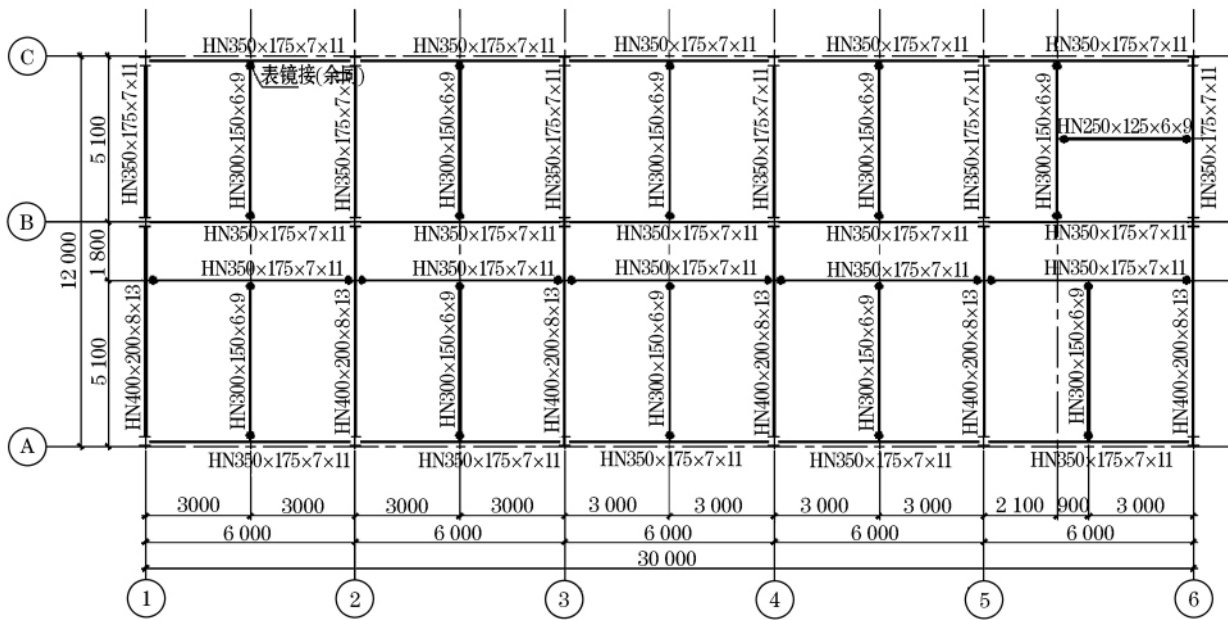 HN350×175×7×11 HN350×175×7×11 HN350×175×7×11 HN350×175×7×11 HN350×175×7×11
C
表镜接(余同)
HN350×175×7×11
HN300×150×6×9
HN350×175×7×11
HN300×150×6×9
HN350×175×7×11
HN300×150×6×9
HN350×175×7×11
HN300×150×6×9
HN350×175×7×11
HN300×150×6×9
HN250×125×6×9
HN350×175×7×11
5 100
B
HN350×175×7×11 HN350×175×7×11 HN350×175×7×11 HN350×175×7×11 HN350×175×7×11
12 000
1 800
HN350×175×7×11 HN350×175×7×11 HN350×175×7×11 HN350×175×7×11 HN350×175×7×11
5 100
HN400×200×8×13
HN300×150×6×9
HN400×200×8×13
HN300×150×6×9
HN400×200×8×13
HN300×150×6×9
HN400×200×8×13
HN300×150×6×9
HN400×200×8×13
HN300×150×6×9
HN400×200×8×13
A
HN350×175×7×11 HN350×175×7×11 HN350×175×7×11 HN350×175×7×11 HN350×175×7×11
3000 3000 3000 3000 3 000 3 000 3 000 3 000 2 100 900 3 000
6 000 6 000 6 000 6 000 6 000
30 000
1 2 3 4 5 6